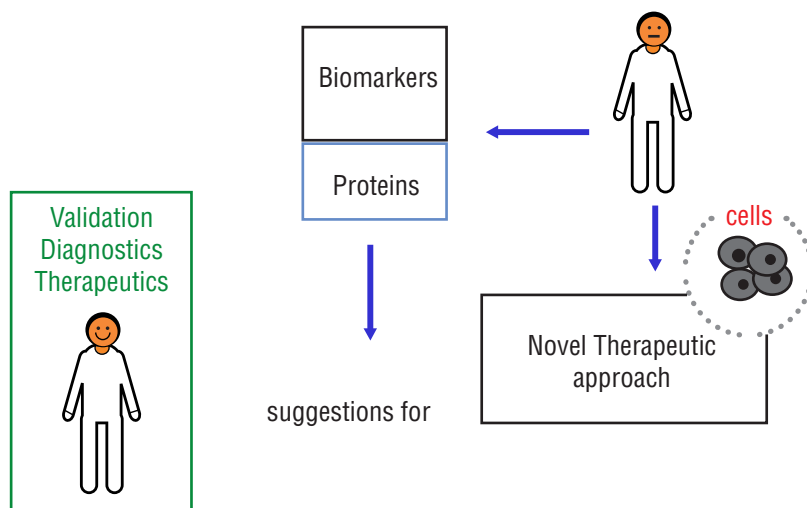 Biomarkers
Proteins
cells
Validation
Diagnostics
Therapeutics
Novel Therapeutic
approach
suggestions for